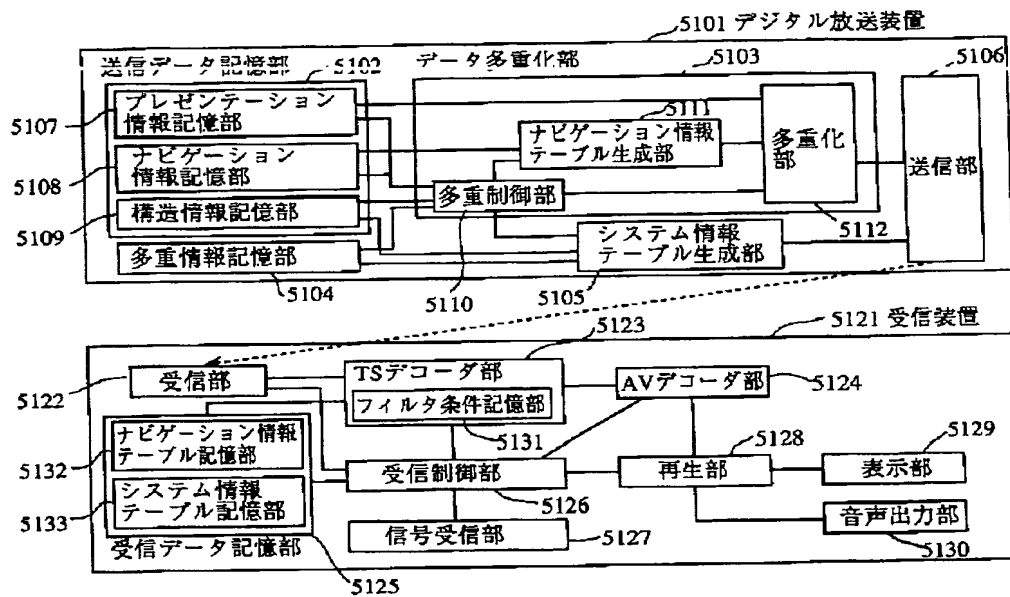 5101 デジタル放送装置
送信データ記憶部
5102
データ多重化部
5103
5106
5107
プレゼンテーション
情報記憶部
5111
ナビゲーション情報
テーブル生成部
多重化
部
送信部
5108
ナビゲーション
情報記憶部
多重制御部
5109
構造情報記憶部
システム情報
テーブル生成部
5112
多重情報記憶部
5104
5110
5105
5123
5121 受信装置
5122
受信部
TSデコーダ部
フィルタ条件記憶部
5131
AVデコーダ部
5124
5132
ナビゲーション情報
テーブル記憶部
5128
5129
受信制御部
再生部
表示部
5133
システム情報
テーブル記憶部
5126
信号受信部
5127
音声出力部
5130
受信データ記憶部
5125